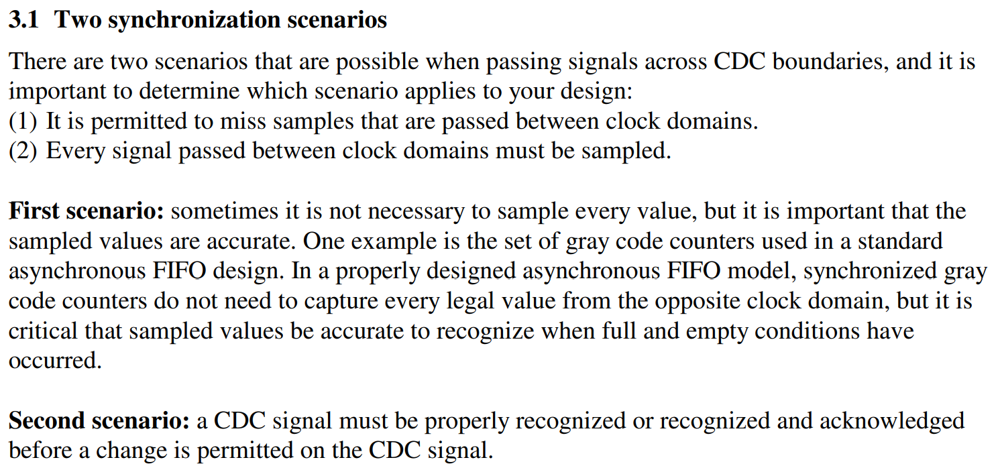 3.1 Two synchronization scenarios
There are two scenarios that are possible when passing signals across CDC boundaries, and it is
important to determine which scenario applies to your design:
(1) It is permitted to miss samples that are passed between clock domains.
(2) Every signal passed between clock domains must be sampled.
First scenario: sometimes it is not necessary to sample every value, but it is important that the
sampled values are accurate. One example is the set of gray code counters used in a standard
asynchronous FIFO design. In a properly designed asynchronous FIFO model, synchronized gray
code counters do not need to capture every legal value from the opposite clock domain, but it is
critical that sampled values be accurate to recognize when full and empty conditions have
occurred.
Second scenario: a CDC signal must be properly recognized or recognized and acknowledged
before a change is permitted on the CDC signal.